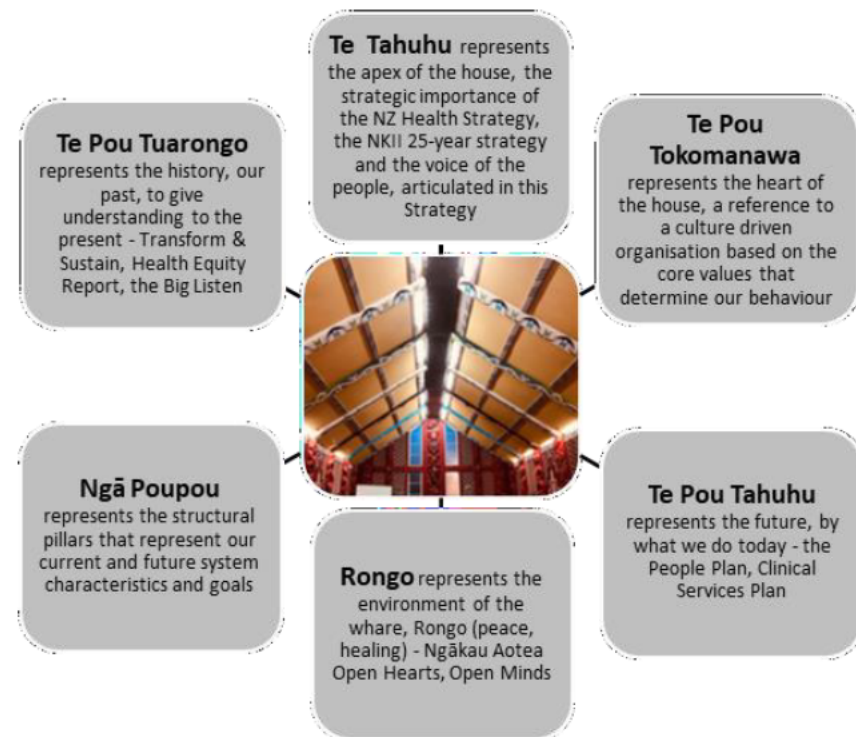 Te Tahuhu represents
the apex of the house, the
strategic importance of
the NZ Health Strategy,
the NKII 25-year strategy
and the voice of the
people, articulated in this
Strategy
Te Pou
Tokomanawa
represents the heart of
the house, a reference to
a culture driven
organisation based on the
core values that
determine our behaviour
Te Pou Tahuhu
represents the future, by
what we do today - the
People Plan, Clinical
Services Plan
Rongo represents the
environment of the
whare, Rongo (peace,
healing) - Ngākau Aotea
Open Hearts, Open Minds
Ngā Poupou
represents the structural
pillars that represent our
current and future system
characteristics and goals
Te Pou Tuarongo
represents the history, our
past, to give
understanding to the
present - Transform &
Sustain, Health Equity
Report, the Big Listen